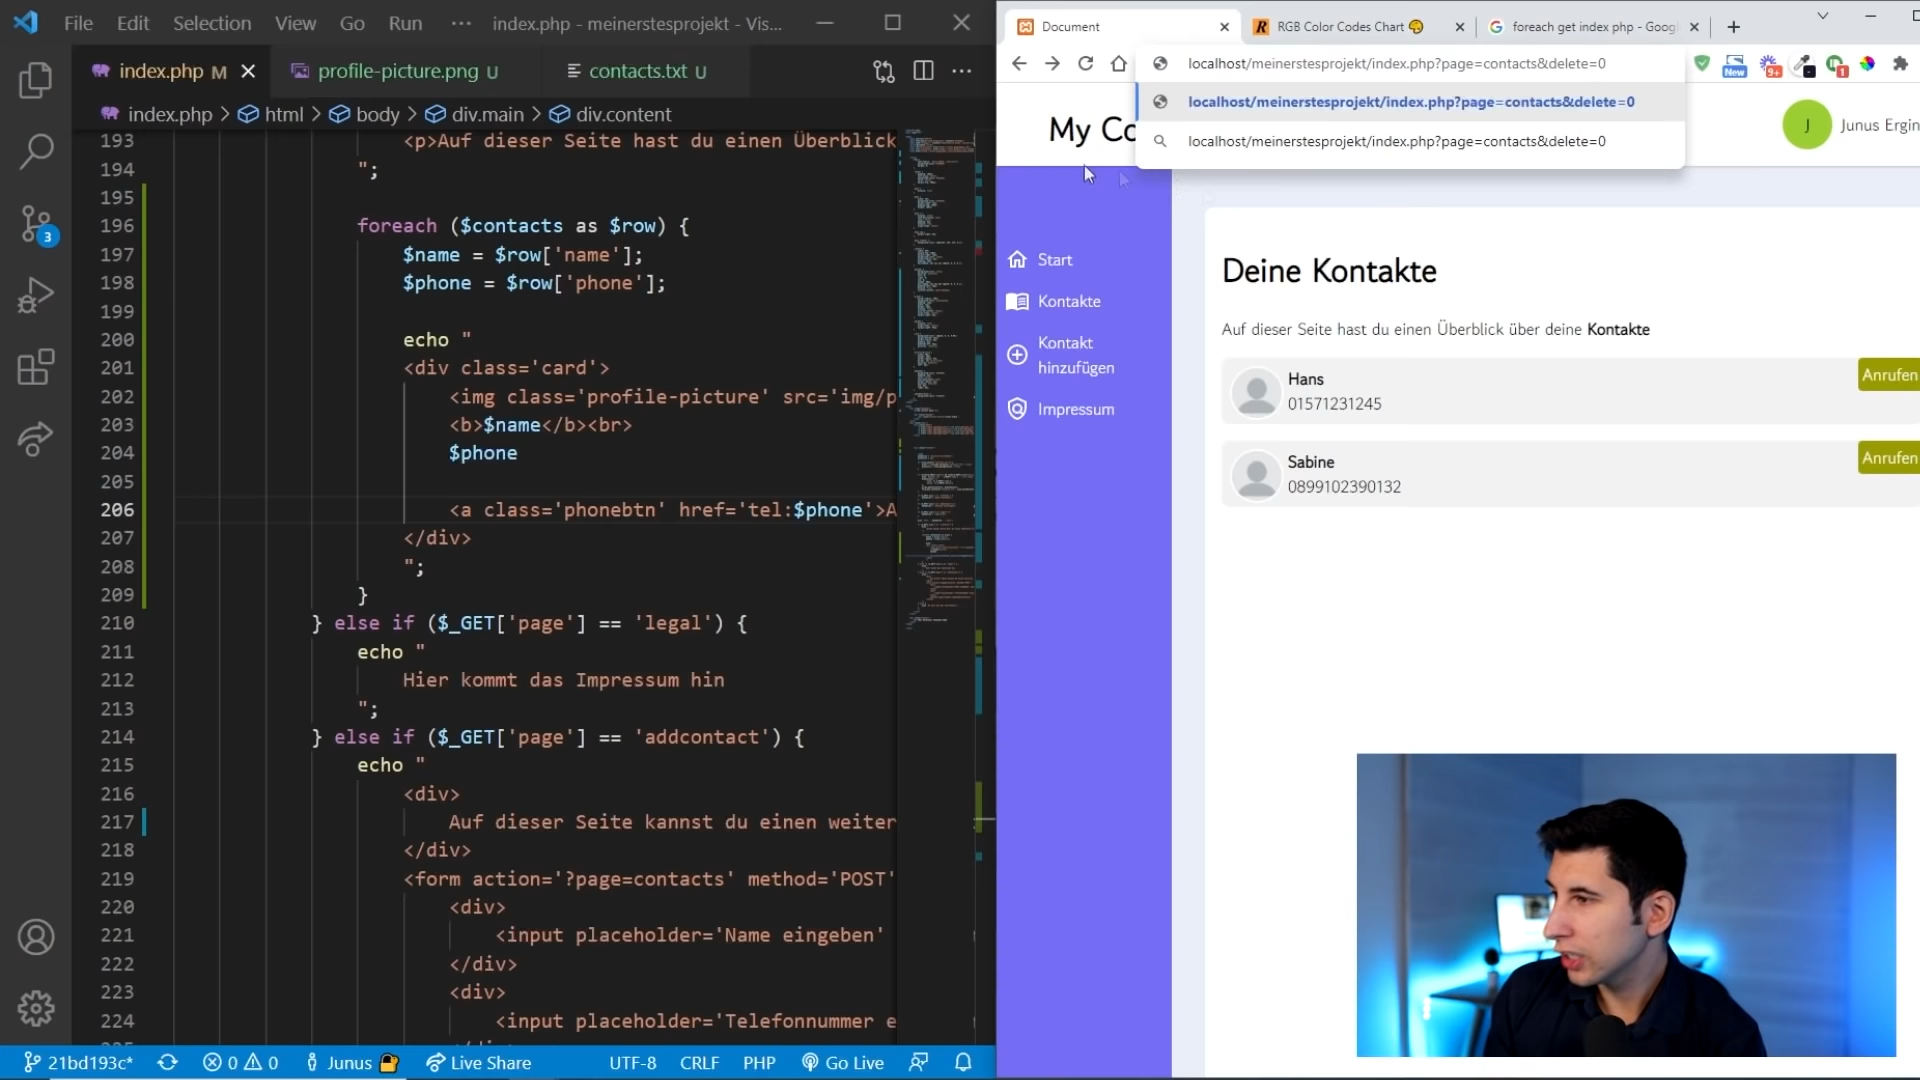 File Edit Selection View Go Run ··· index.php - meinerstesprojekt - Vis...
index.php M profile-picture.png U contacts.txt U
index.php > html > body > div.main > div.content
193 <p>Auf dieser Seite hast du einen Überblick
194 ";
195
196 foreach ($contacts as $row) {
197 $name = $row['name'];
198 $phone = $row['phone'];
199
200 echo "
201 <div class='card'>
202 <img class='profile-picture' src='img/p
203 <b>$name</b><br>
204 $phone
205
206 <a class='phonebtn' href='tel:$phone'>A
207 </div>
208 ";
209 }
210 } else if ($_GET['page'] == 'legal') {
211 echo "
212 Hier kommt das Impressum hin
213 ";
214 } else if ($_GET['page'] == 'addcontact') {
215 echo "
216 <div>
217 Auf dieser Seite kannst du einen weiter
218 </div>
219 <form action='?page=contacts' method='POST'
220 <div>
221 <input placeholder='Name eingeben'
222 </div>
223 <div>
224 <input placeholder='Telefonnummer e
3
21bd193c* 0 0 Junus Live Share UTF-8 CRLF PHP Go Live
Document RGB Color Codes Chart foreach get index php - Goog
localhost/meinerstesprojekt/index.php?page=contacts&delete=0
New 9+ 1
localhost/meinerstesprojekt/index.php?page=contacts&delete=0
localhost/meinerstesprojekt/index.php?page=contacts&delete=0
My Co
J Junus Ergin
Start
Kontakte
Kontakt
hinzufügen
Impressum
Deine Kontakte
Auf dieser Seite hast du einen Überblick über deine Kontakte
Hans
01571231245
Anrufen
Sabine
0899102390132
Anrufen